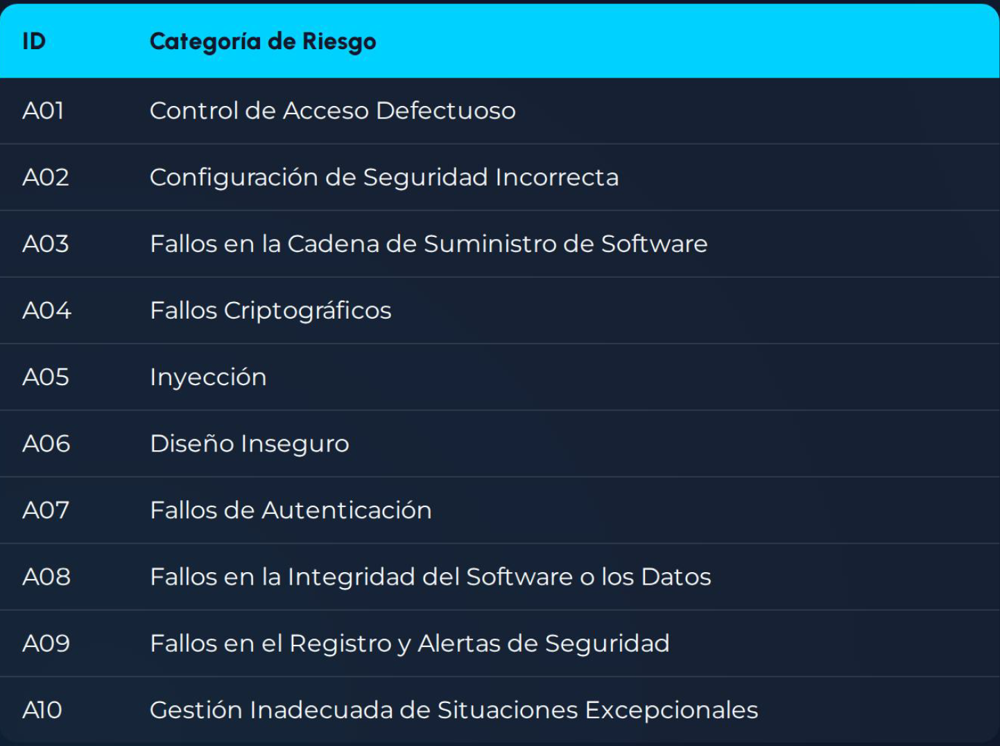 ID Categoría de Riesgo
A01 Control de Acceso Defectuoso
A02 Configuración de Seguridad Incorrecta
A03 Fallos en la Cadena de Suministro de Software
A04 Fallos Criptográficos
A05 Inyección
A06 Diseño Inseguro
A07 Fallos de Autenticación
A08 Fallos en la Integridad del Software o los Datos
A09 Fallos en el Registro y Alertas de Seguridad
A10 Gestión Inadecuada de Situaciones Excepcionales